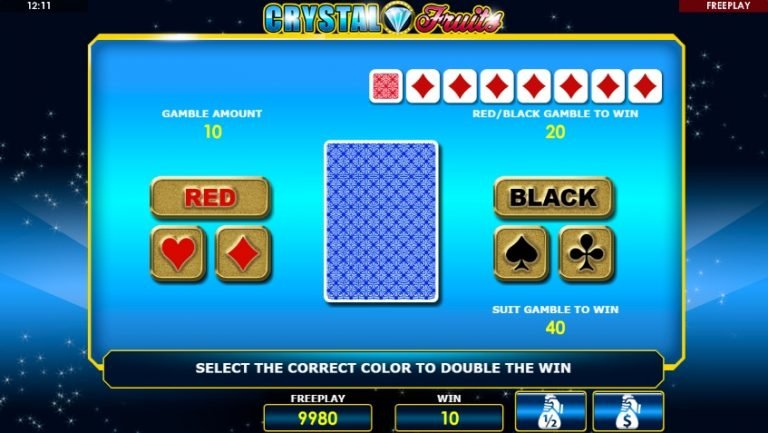 12:11
CRYSTAL Fruits
FREEPLAY
GAMBLE AMOUNT
10
RED/BLACK GAMBLE TO WIN
20
RED
BLACK
SUIT GAMBLE TO WIN
40
SELECT THE CORRECT COLOR TO DOUBLE THE WIN
FREEPLAY
9980
WIN
10
½
$